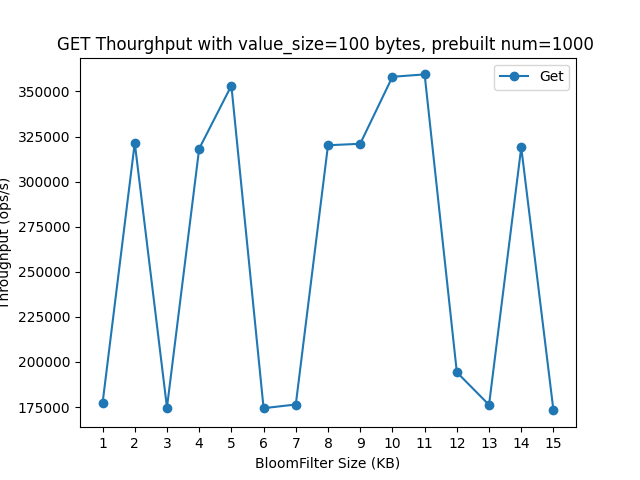 GET Thourghput with value_size=100 bytes, prebuilt num=1000
Get
Throughput (ops/s)
350000
325000
300000
275000
250000
225000
200000
175000
1 2 3 4 5 6 7 8 9 10 11 12 13 14 15
BloomFilter Size (KB)